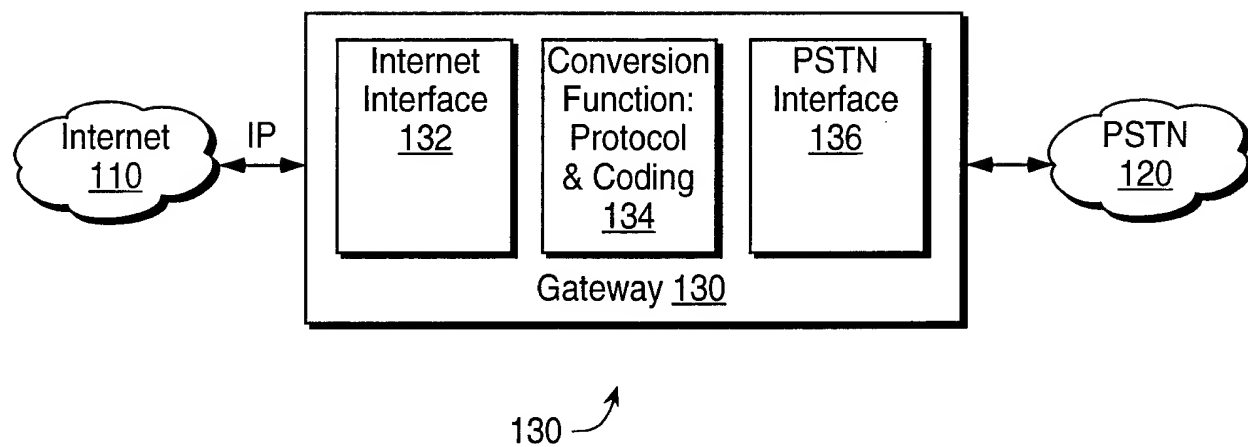 Internet
110
IP
Internet
Interface
132
Conversion
Function:
Protocol
& Coding
134
PSTN
Interface
136
Gateway 130
PSTN
120
130